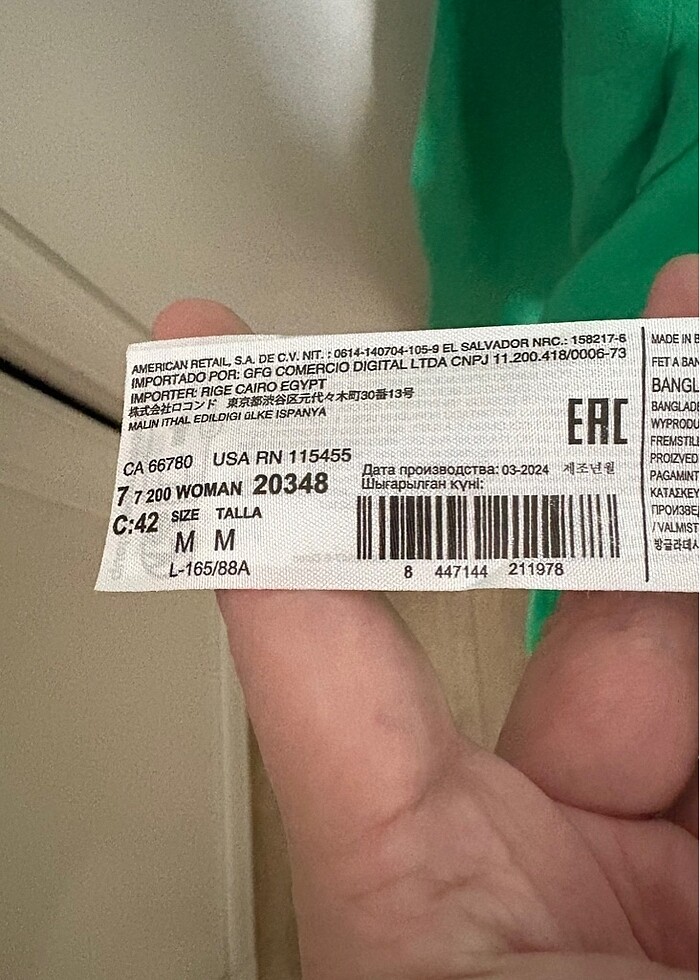 AMERICAN RETAIL, S.A. DE C.V. NIT. : 0614-140704-105-9 EL SALVADOR NRC.: 158217-6
IMPORTADO POR: GFG COMERCIO DIGITAL LTDA CNPJ 11.200.418/0006-73
IMPORTER: RIGE CAIRO EGYPT
株式会社ロコンド 東京都渋谷区元代々木町30番13号
MALIN ITHAL EDILDIGI üLKE ISPANYA
EAC
CA 66780 USA RN 115455
7 7 200 WOMAN 20348
C:42 SIZE TALLA
M M
L-165/88A
Дата производства: 03-2024 제조년월
Шығарылған күні:
8 447144 211978
MADE IN B
FET A BAN
BANGL
BANGLADE
WYPRODU
FREMSTILL
PROIZVED
PAGAMINT
ΚΑΤΑΣΚΕΥ
ПРОИЗВЕД
/ VALMIST
방글라데시